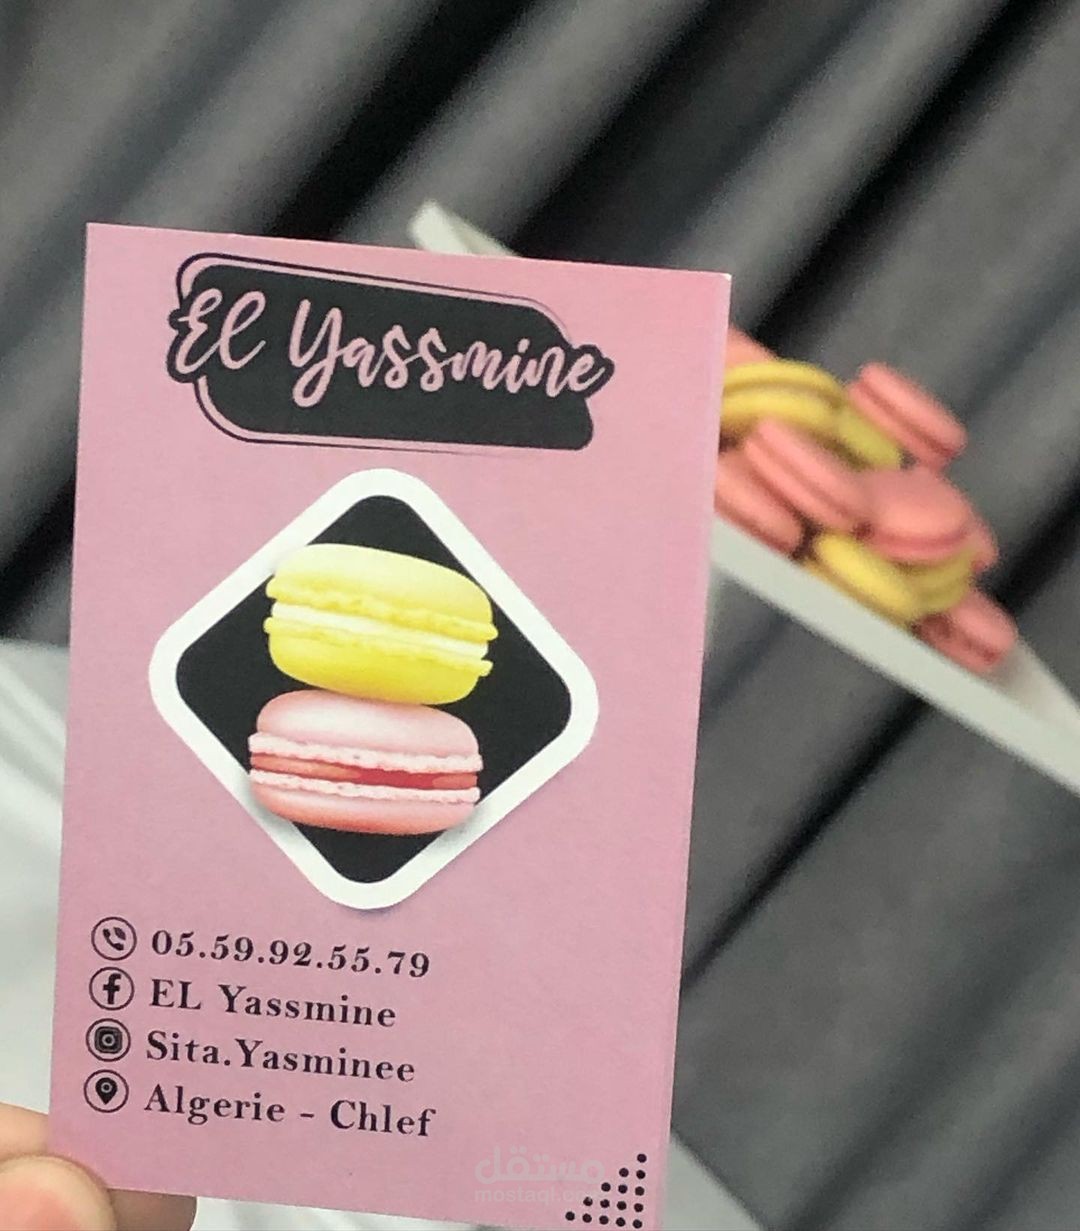 El Yassmine
05.59.92.55.79
EL Yassmine
Sita.Yasminee
Algerie - Chlef
مستقل
mostaql.com